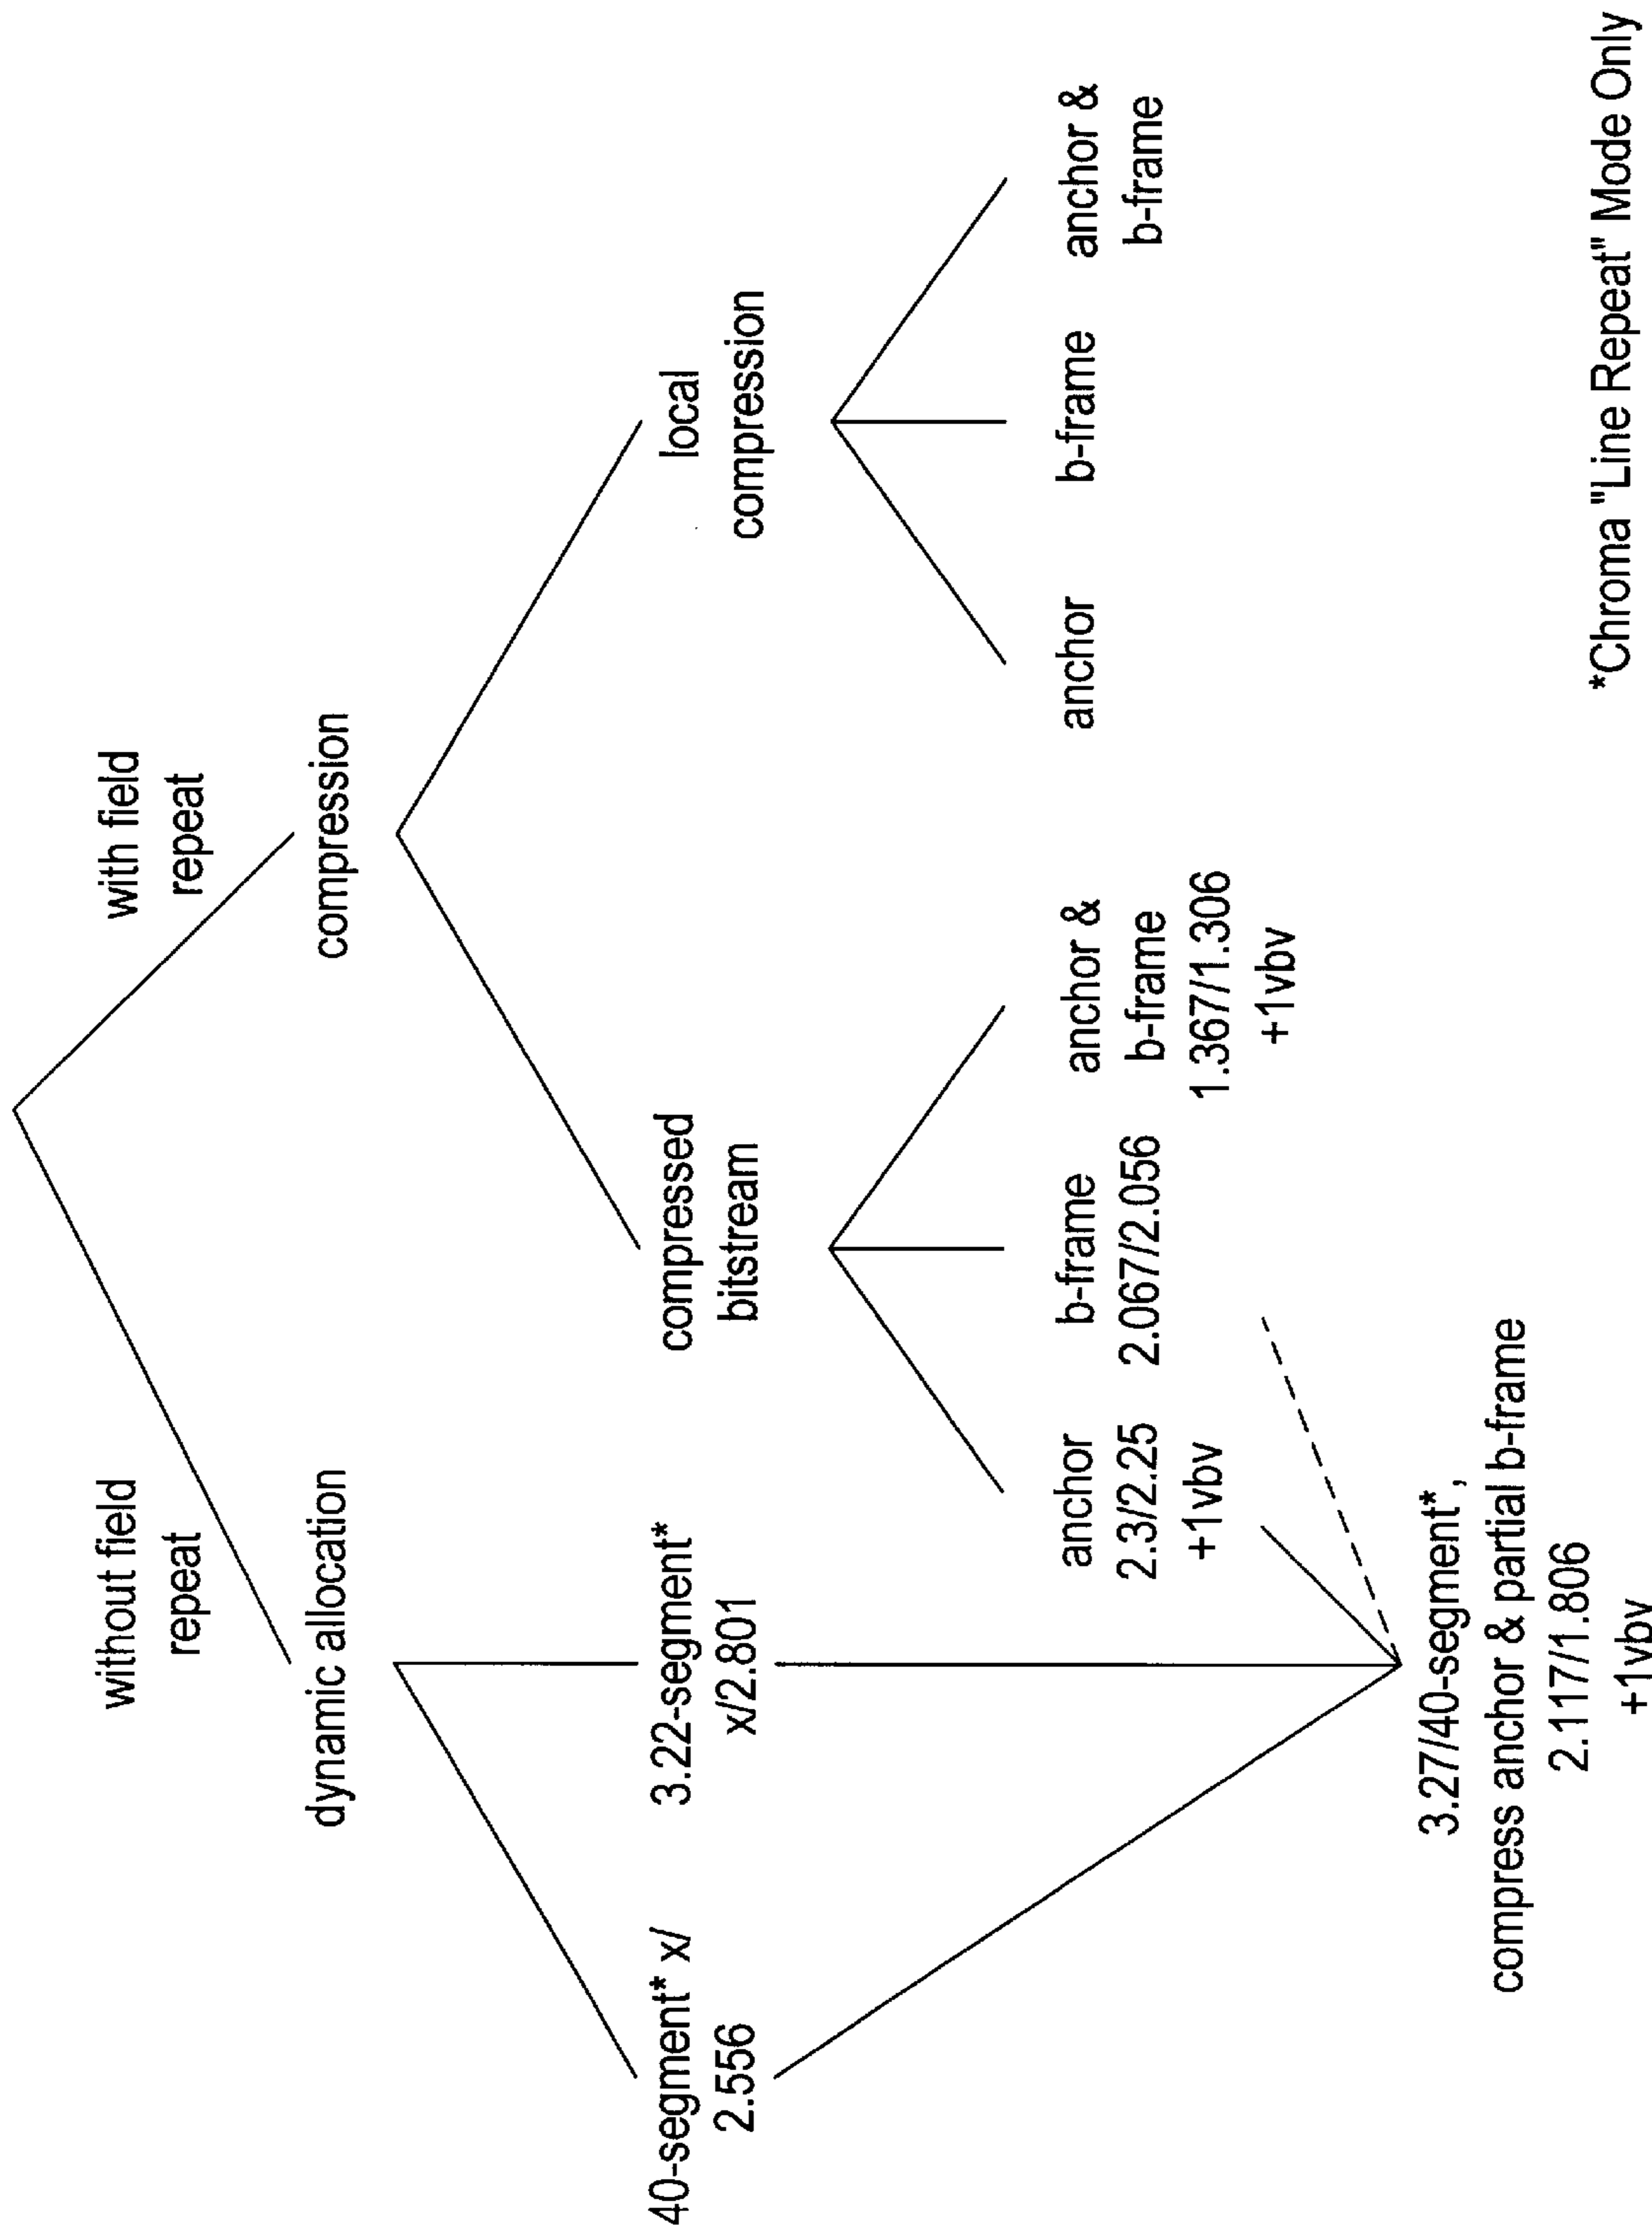 without field
repeat
with field
repeat
dynamic allocation
compression
40-segment* x/
2.556
3.22-segment*
x/2.801
compressed
bitstream
local
compression
anchor
2.3/2.25
+1vbv
b-frame
2.067/2.056
anchor &
b-frame
1.367/1.306
+1vbv
anchor
b-frame
anchor &
b-frame
3.27/40-segment*,
compress anchor & partial b-frame
2.117/1.806
+1vbv
*Chroma "Line Repeat" Mode Only